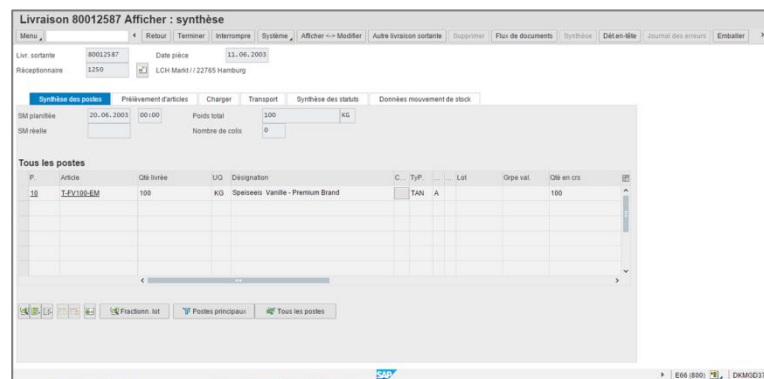 Livraison 80012587 Afficher : synthèse
Menu Retour Terminer Interrompre Système Afficher <-> Modifier Autre livraison sortante Supprimer Flux de documents Synthèse Dét.en-tête Journal des erreurs Emballer
Livr. sortante 80012587 Date pièce 11.06.2003
Réceptionnaire 1250 LCH Markt / / 22765 Hamburg
Synthèse des postes Prélèvement d'articles Charger Transport Synthèse des statuts Données mouvement de stock
SM planifiée 20.06.2003 00:00 Poids total 100 KG
SM réelle Nombre de colis 0
Tous les postes
P. Article Qté livrée UQ Désignation C... TyP. ... ... Lot Grpe val. Qté en crs
10 T-FV100-EM 100 KG Speiseeis Vanille - Premium Brand TAN A 100
Fractionn. lot Postes principaux Tous les postes
SAP E66 (800) DKMGD37